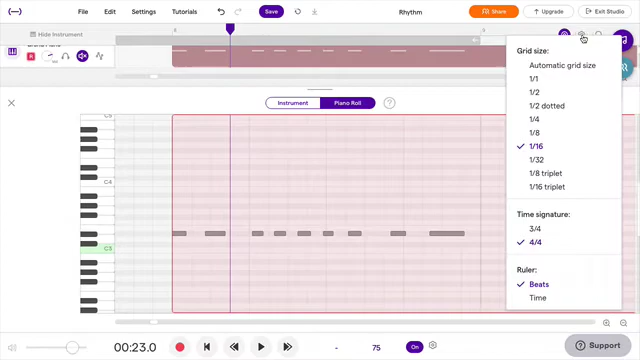 File
Edit
Settings
Tutorials
Save
Rhythm
Share
Upgrade
Exit Studio
Hide Instrument
R
Grid size:
Automatic grid size
1/1
1/2
1/2 dotted
1/4
1/8
1/16
1/32
1/8 triplet
1/16 triplet
Time signature:
3/4
4/4
Ruler:
Beats
Time
Instrument
Piano Roll
?
C5
C4
C3
00:23.0
-
75
On
? Support